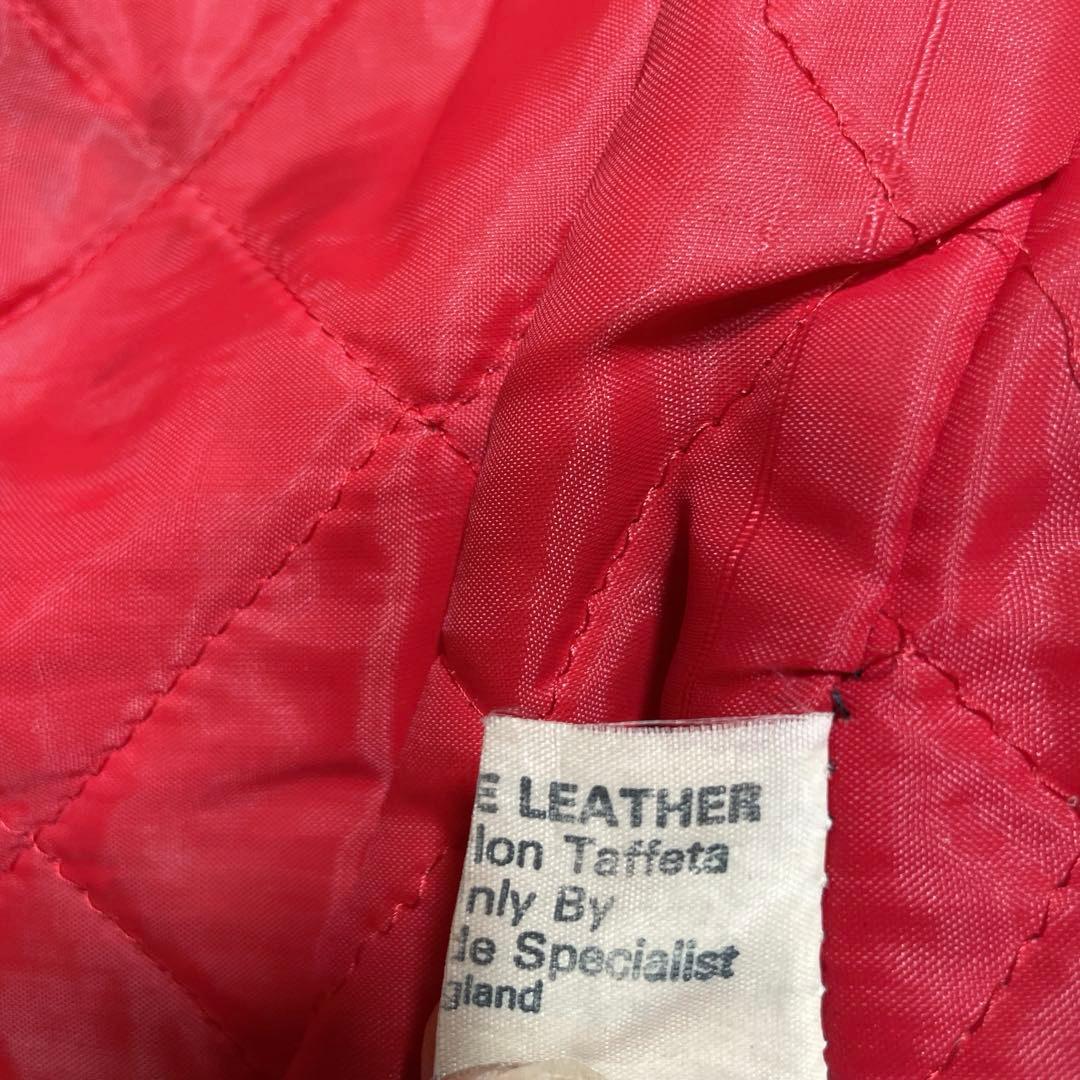 E LEATHER
lon Taffeta
nly By
de Specialist
gland